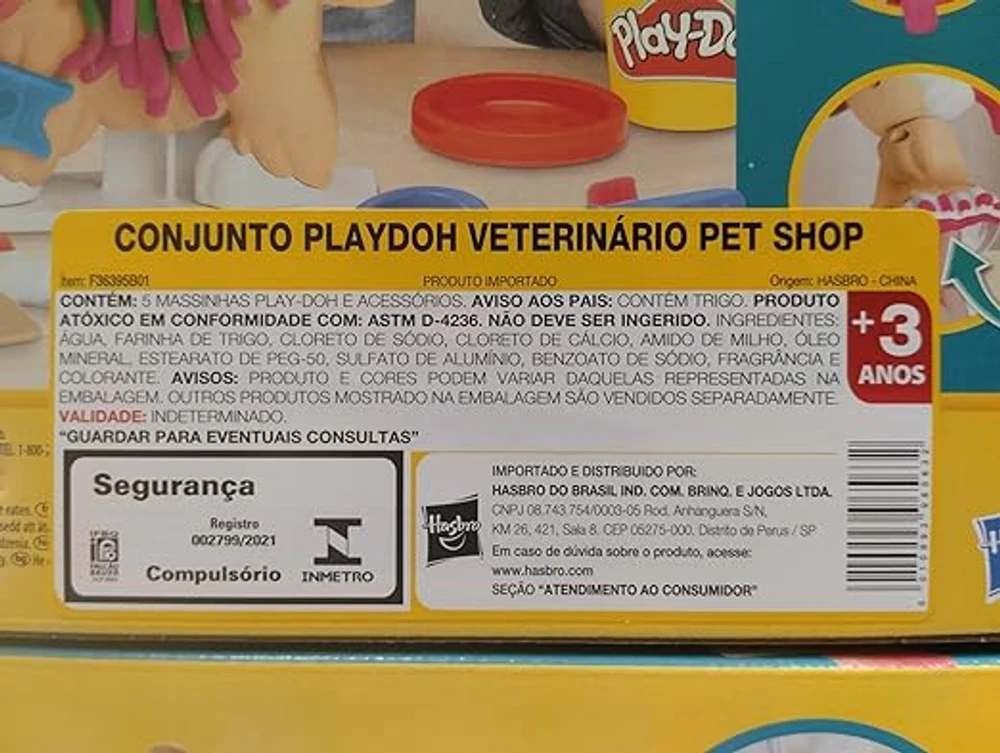 Play-D
CONJUNTO PLAYDOH VETERINÁRIO PET SHOP
Item: F36395B01 PRODUTO IMPORTADO Origem: HASBRO - CHINA
CONTÉM: 5 MASSINHAS PLAY-DOH E ACESSÓRIOS. AVISO AOS PAIS: CONTÉM TRIGO. PRODUTO
ATÓXICO EM CONFORMIDADE COM: ASTM D-4236. NÃO DEVE SER INGERIDO. INGREDIENTES:
ÁGUA, FARINHA DE TRIGO, CLORETO DE SÓDIO, CLORETO DE CÁLCIO, AMIDO DE MILHO, ÓLEO
MINERAL, ESTEARATO DE PEG-50, SULFATO DE ALUMÍNIO, BENZOATO DE SÓDIO, FRAGRÂNCIA E
COLORANTE. AVISOS: PRODUTO E CORES PODEM VARIAR DAQUELAS REPRESENTADAS NA
EMBALAGEM. OUTROS PRODUTOS MOSTRADO NA EMBALAGEM SÃO VENDIDOS SEPARADAMENTE.
VALIDADE: INDETERMINADO.
"GUARDAR PARA EVENTUAIS CONSULTAS"
+3
ANOS
Segurança
Registro
002799/2021
Compulsório
INMETRO
Hasbro
IMPORTADO E DISTRIBUIDO POR:
HASBRO DO BRASIL IND. COM. BRINQ. E JOGOS LTDA.
CNPJ 08.743.754/0003-05 Rod. Anhanguera S/N,
KM 26, 421, Sala 8. CEP 05275-000. Distrito de Perus / SP
Em caso de dúvida sobre o produto, acesse:
www.hasbro.com
SEÇÃO "ATENDIMENTO AO CONSUMIDOR"